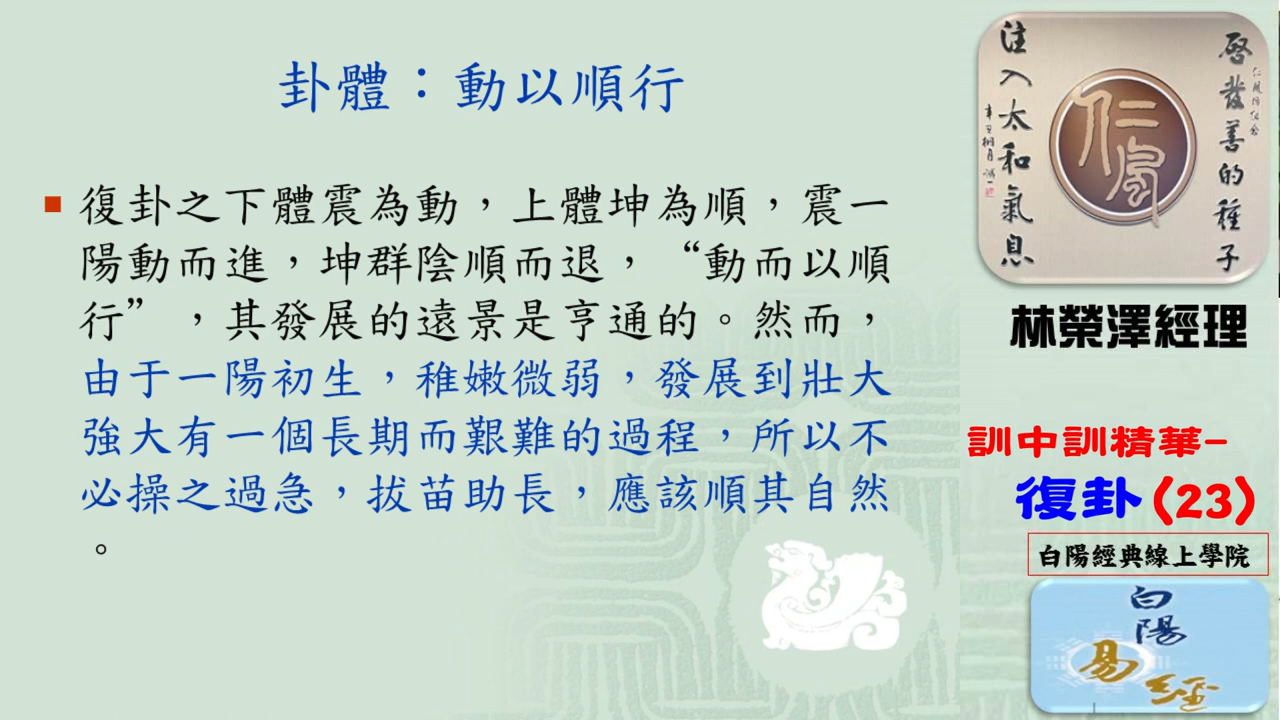 卦體：動以順行
復卦之下體震為動，上體坤為順，震一
陽動而進，坤群陰順而退，“動而以順
行”，其發展的遠景是亨通的。然而，
由于一陽初生，稚嫩微弱，發展到壯大
強大有一個長期而艱難的過程，所以不
必操之過急，拔苗助長，應該順其自然
。
啓發善的種子
仁風
注入太和氣息
林榮澤經理
訓中訓精華-
復卦(23)
白陽經典線上學院
白陽
易經